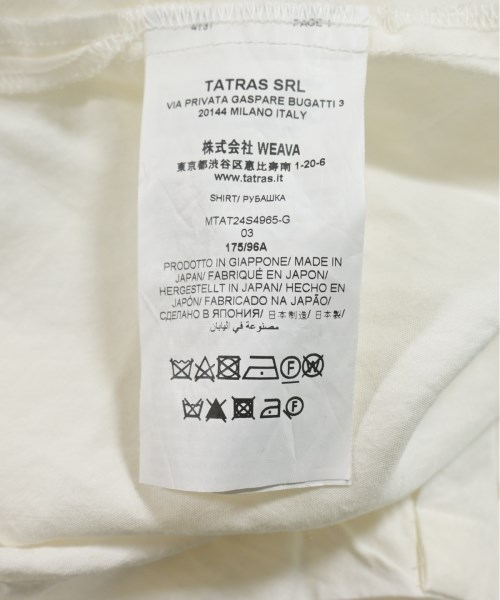 TATRAS SRL
VIA PRIVATA GASPARE BUGATTI 3
20144 MILANO ITALY
株式会社 WEAVA
東京都渋谷区恵比寿南 1-20-6
www.tatras.it
SHIRT/ РУБАШКА
MTAT24S4965-G
03
175/96A
PRODOTTO IN GIAPPONE/ MADE IN
JAPAN/ FABRIQUÉ EN JAPON/
HERGESTELLT IN JAPAN/ HECHO EN
JAPÓN/ FABRICADO NA JAPÃO/
СДЕЛАНО В ЯПОНИЯ/ 日本制造/ 日本製/
مصنوعة في اليابان
F W
F